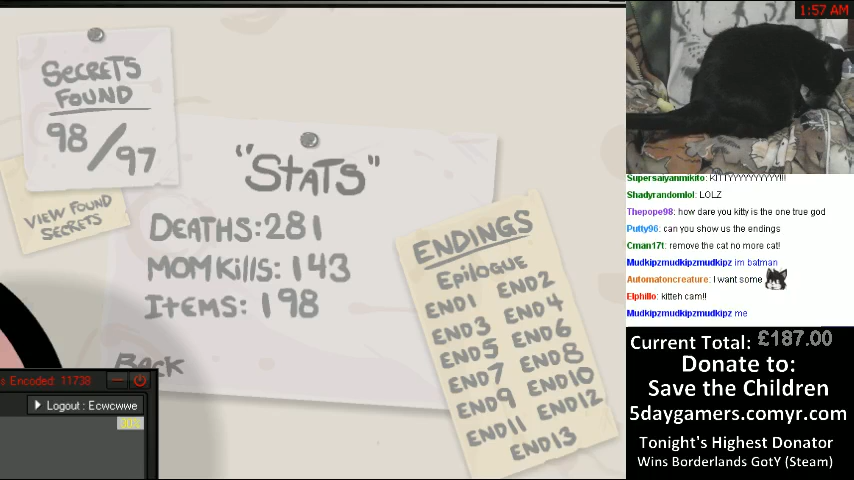 1:57 AM
SECRETS
FOUND
98/97
VIEW FOUND
SECRETS
"STATS"
DEATHS:281
MOM Kills: 143
ITEMS: 198
Back
ENDINGS
Epilogue
END1 END2
END3 END4
END5 END6
END7 END8
END9 END10
END11 END12
END13
s Encoded: 11738
Logout : Ecwcwwe
Supersaiyanmikito: KITTYYYYYYYYY!!!
Shadyrandomlol: LOLZ
Thepope98: how dare you kitty is the one true god
Putty96: can you show us the endings
Cman17t: remove the cat no more cat!
Mudkipzmudkipzmudkipz im batman
Automatoncreature: I want some
Elphillo: kitteh cam!!
Mudkipzmudkipzmudkipz me
Current Total: £187.00
Donate to:
Save the Children
5daygamers.comyr.com
Tonight's Highest Donator
Wins Borderlands GotY (Steam)